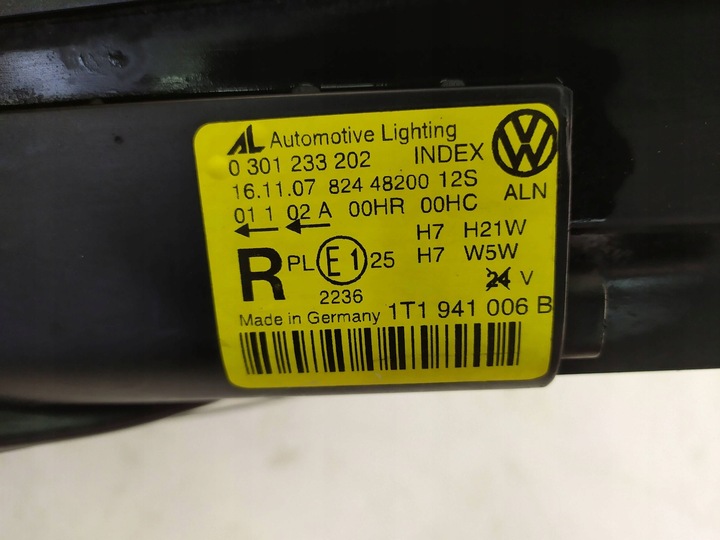 AL Automotive Lighting
0 301 233 202 INDEX
16.11.07 824 48200 12S
ALN
01 1 02 A 00HR 00HC
H7 H21W
R PL E1 25 H7 W5W
24 V
2236
Made in Germany 1T1 941 006 B